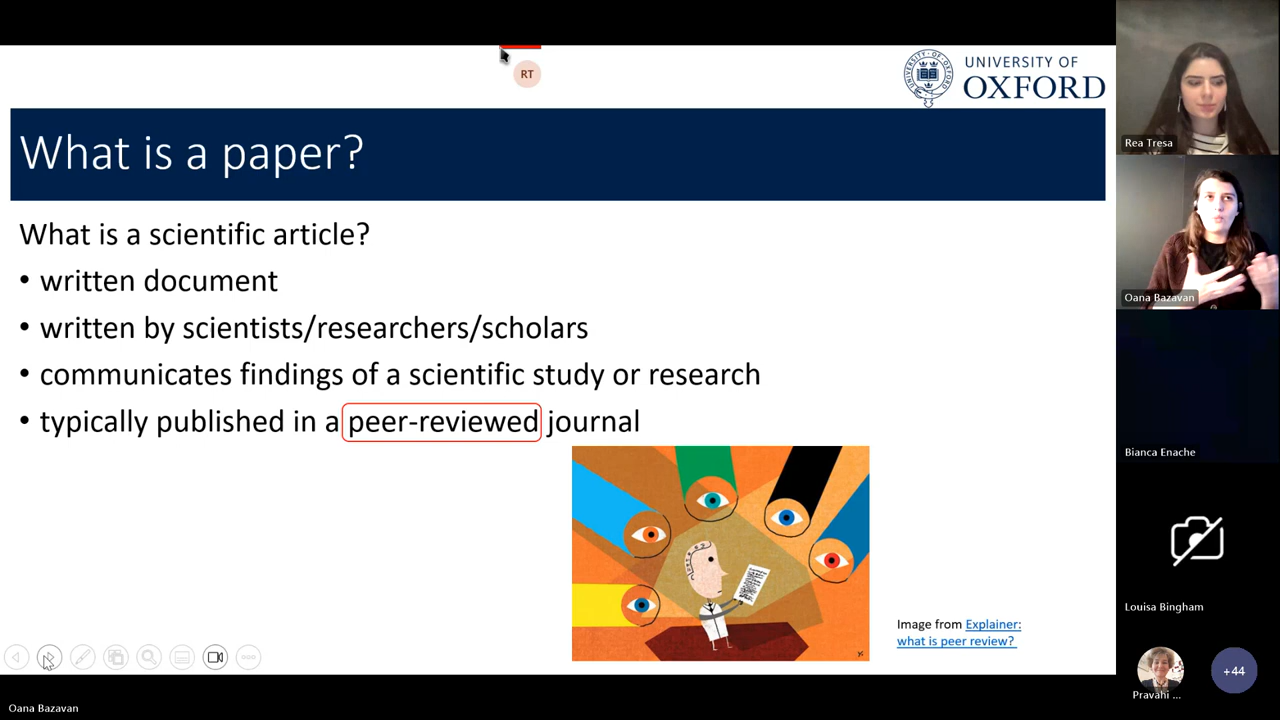 RT
UNIVERSITY OF
OXFORD
What is a paper?
What is a scientific article?
• written document
• written by scientists/researchers/scholars
• communicates findings of a scientific study or research
• typically published in a peer-reviewed journal
Image from Explainer:
what is peer review?
Rea Tresa
Oana Bazavan
Bianca Enache
Louisa Bingham
Pravahi ...
+44
Oana Bazavan